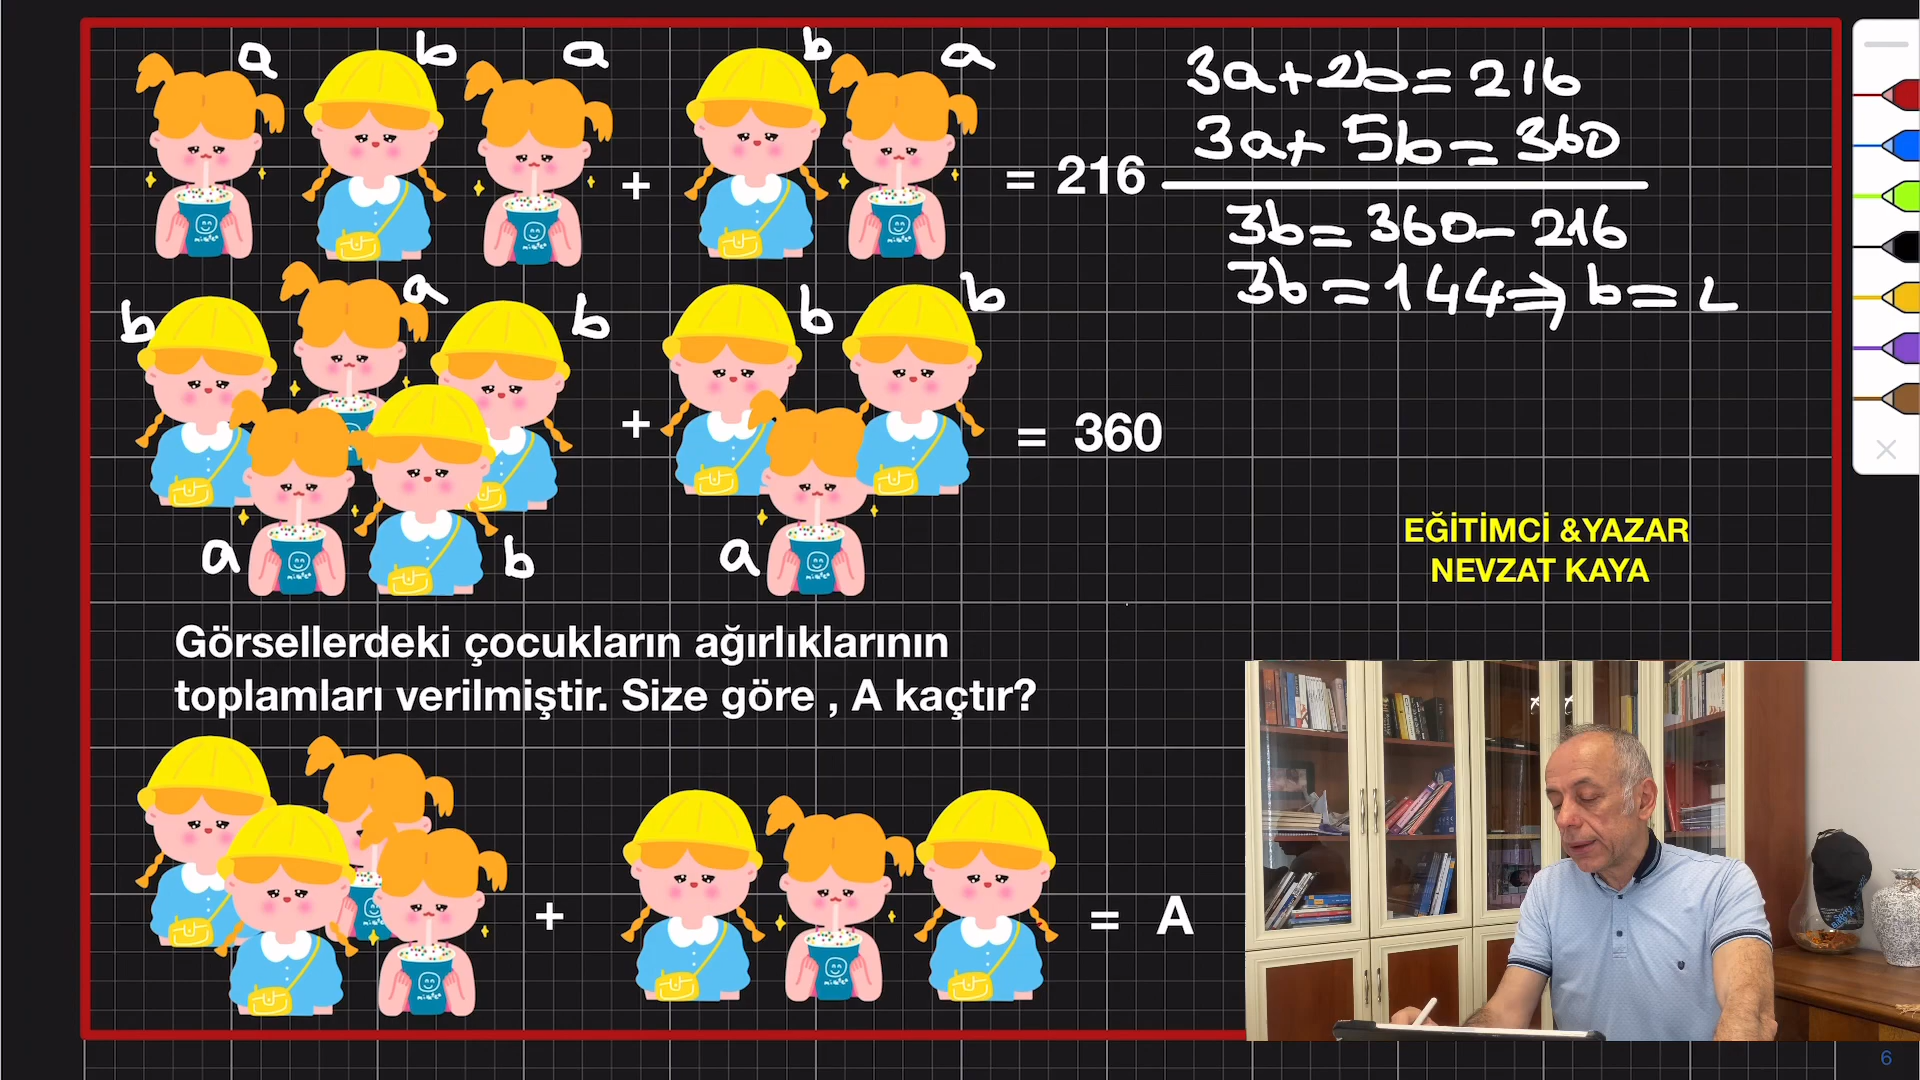 a b a b a
3a+2b=216
3a+5b=360
+ = 216
3b=360-216
3b=144⇒ b=
b a b b b
+ = 360
a b a
EĞİTİMCİ &YAZAR
NEVZAT KAYA
Görsellerdeki çocukların ağırlıklarının
toplamları verilmiştir. Size göre , A kaçtır?
+ = A
6